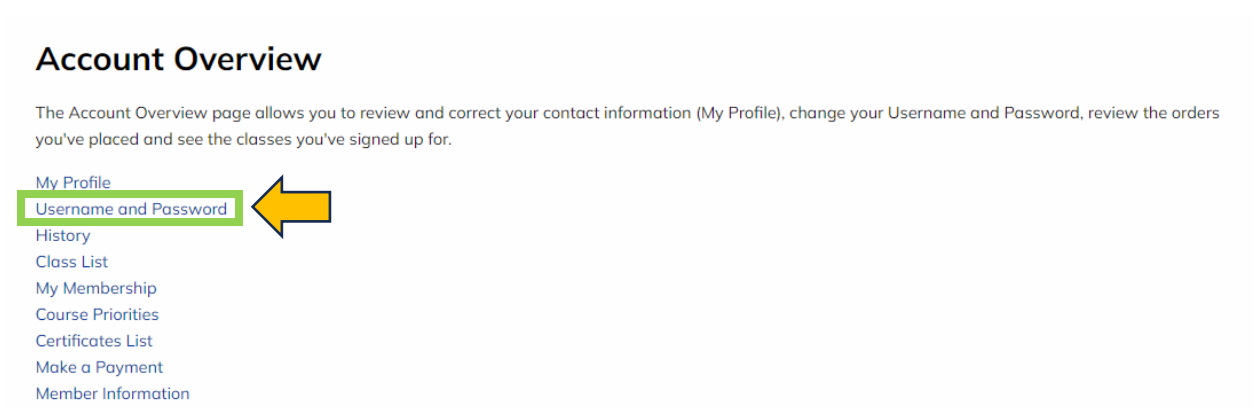 Account Overview
The Account Overview page allows you to review and correct your contact information (My Profile), change your Username and Password, review the orders
you've placed and see the classes you've signed up for.
My Profile
Username and Password
History
Class List
My Membership
Course Priorities
Certificates List
Make a Payment
Member Information